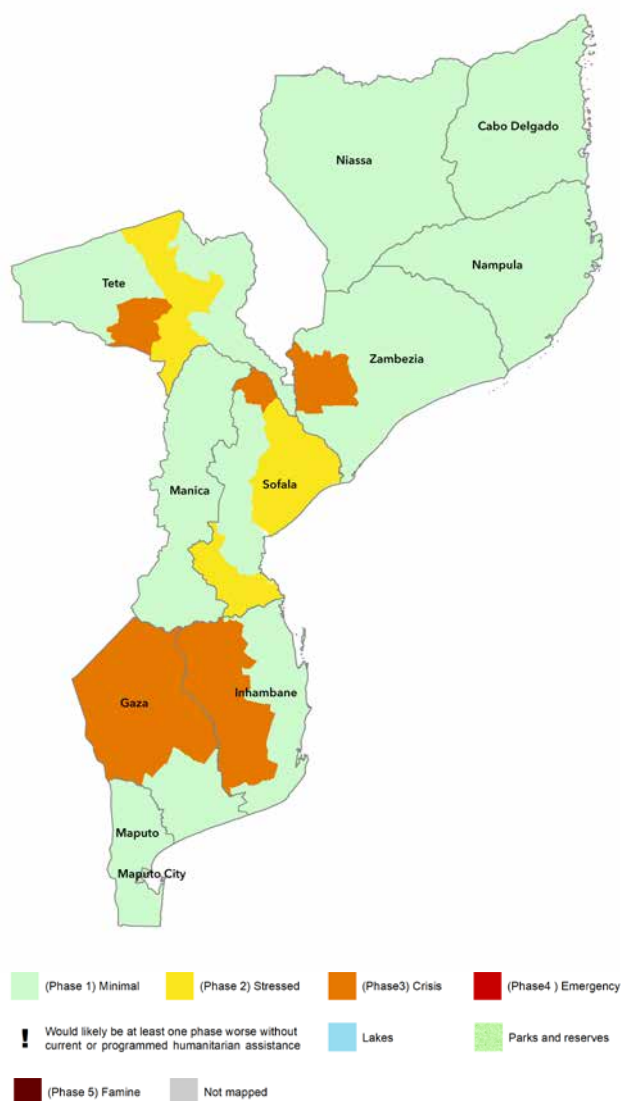 Cabo Delgado
Niassa
Nampula
Tete
Zambezia
Manica
Sofala
Inhambane
Gaza
Maputo
Maputo City
(Phase 1) Minimal
(Phase 2) Stressed
(Phase3) Crisis
(Phase4 ) Emergency
! Would likely be at least one phase worse without
current or programmed humanitarian assistance
Lakes
Parks and reserves
(Phase 5) Famine
Not mapped